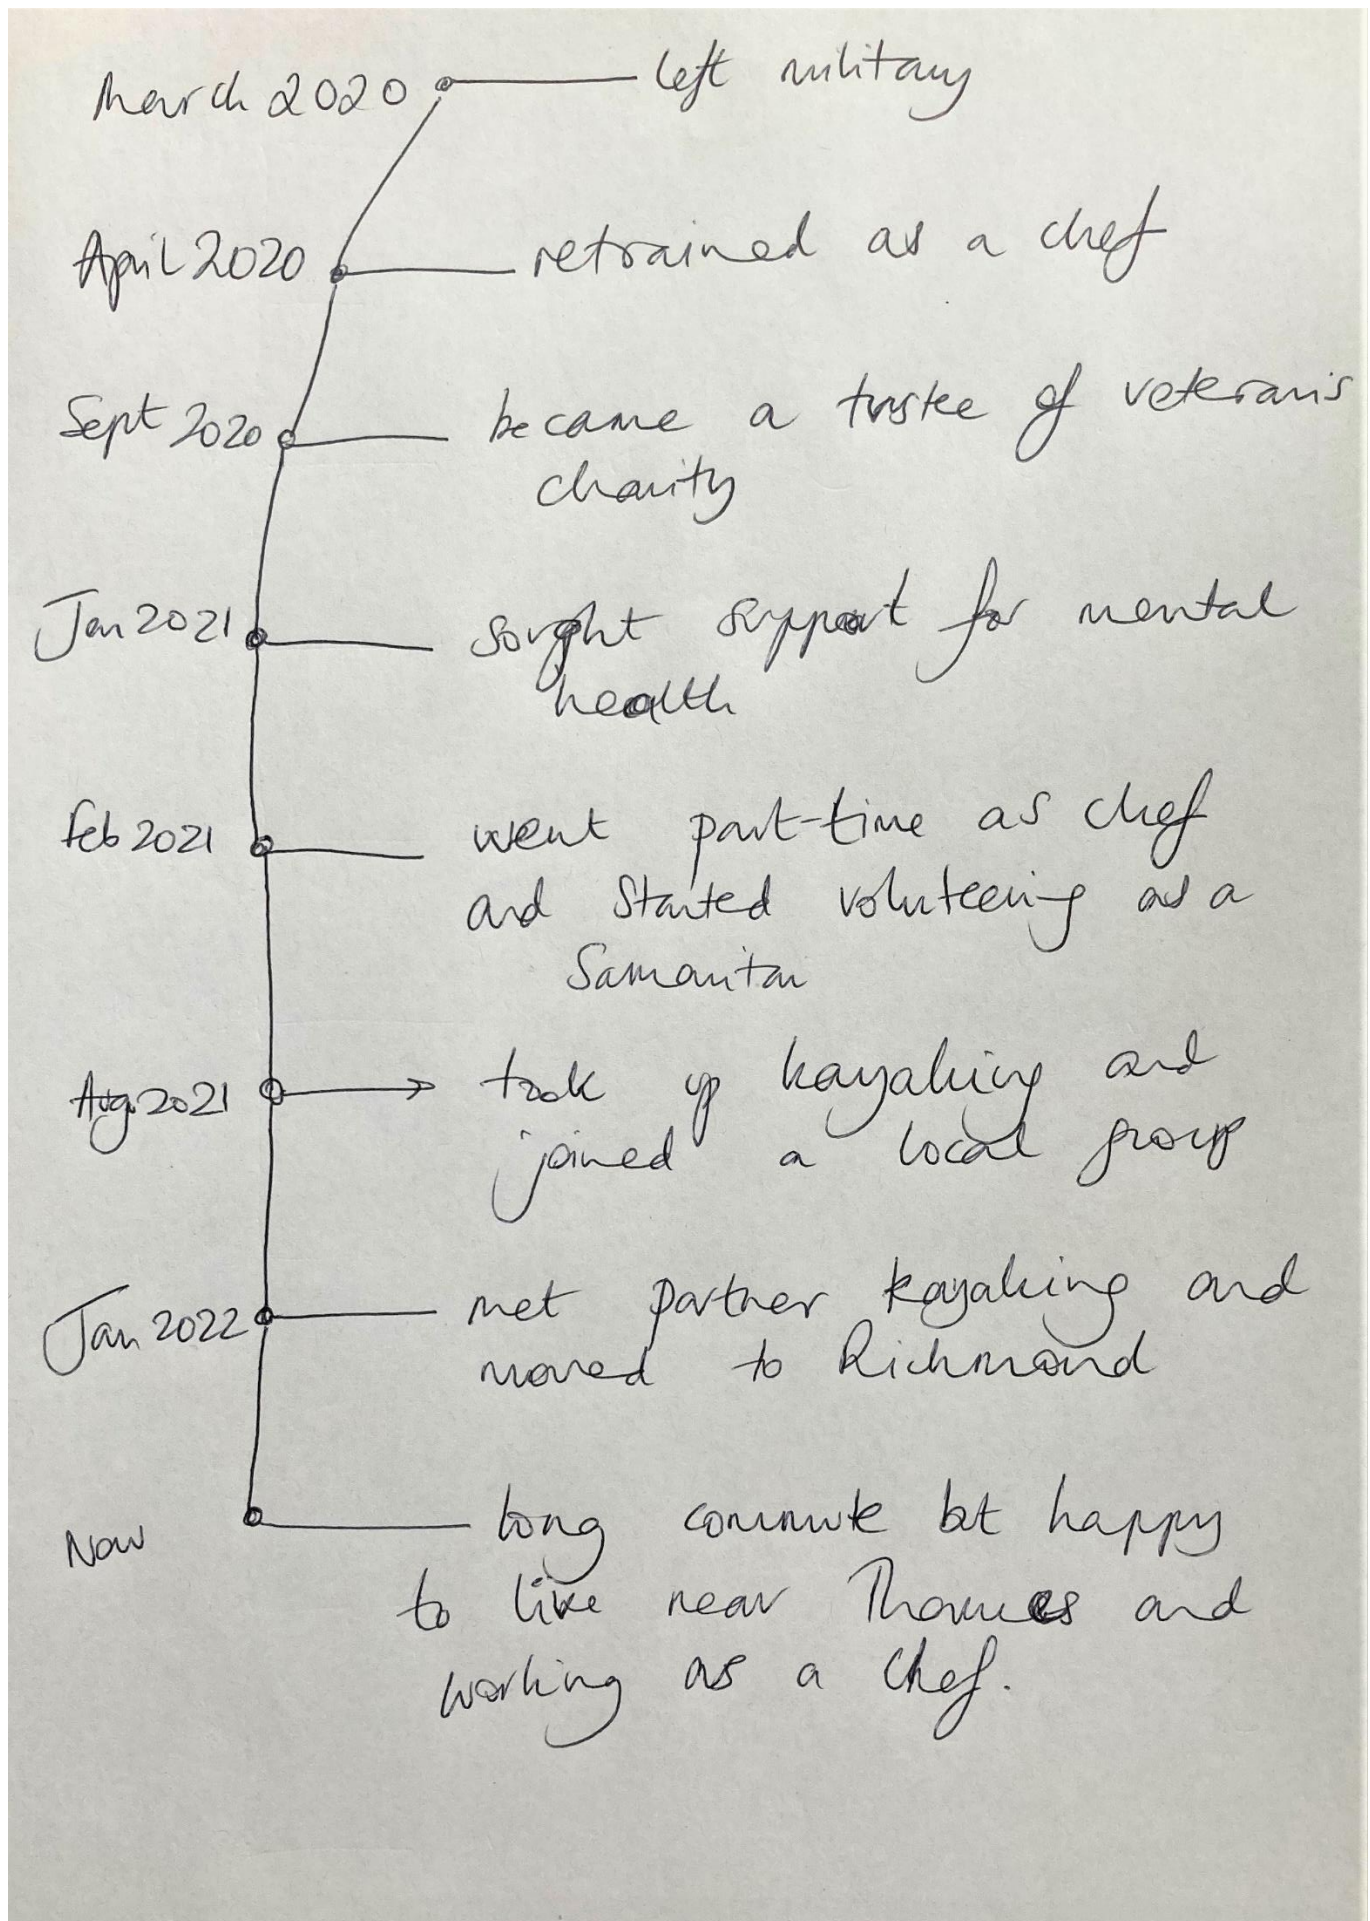 March 2020 left military
April 2020 retrained as a chef
Sept 2020 became a trustee of veteran's
charity
Jan 2021 sought support for mental
health
Feb 2021 went part-time as chef
and started volunteering as a
Samaritan
Aug 2021 took up kayaking and
joined a local group
Jan 2022 met partner kayaking and
moved to Richmond
Now long commute but happy
to live near Thames and
working as a chef.